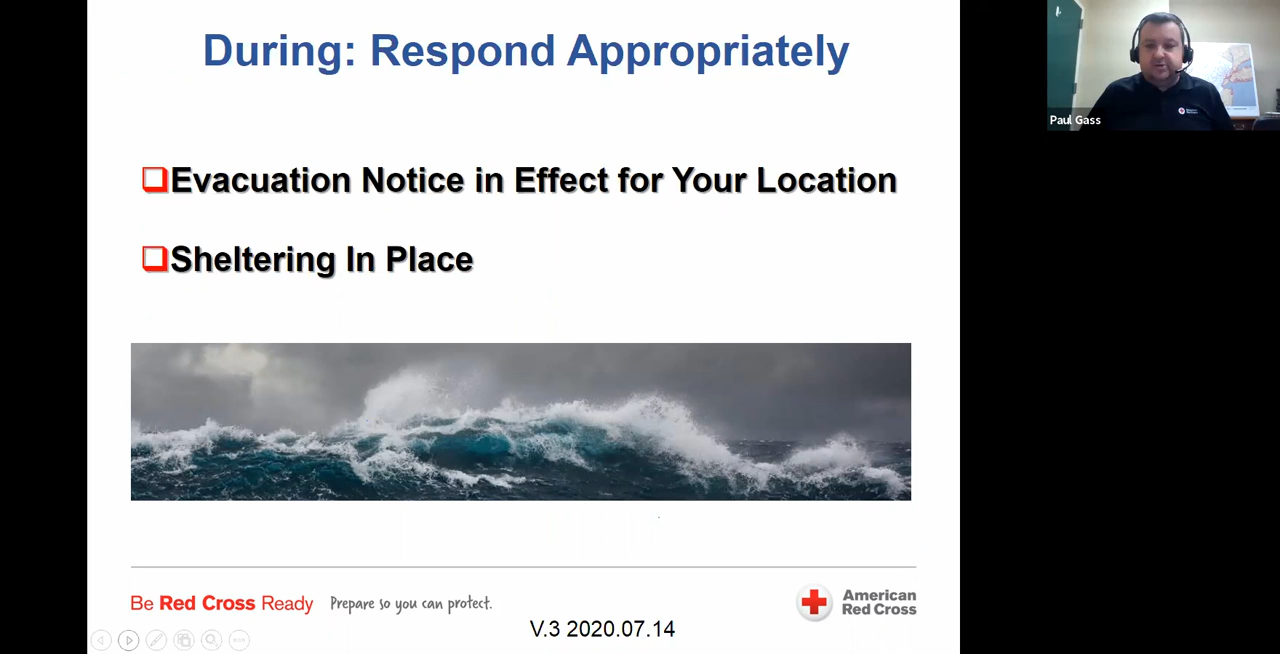 During: Respond Appropriately
Paul Gass
Evacuation Notice in Effect for Your Location
Sheltering In Place
Be Red Cross Ready
Prepare so you can protect.
American
Red Cross
V.3 2020.07.14